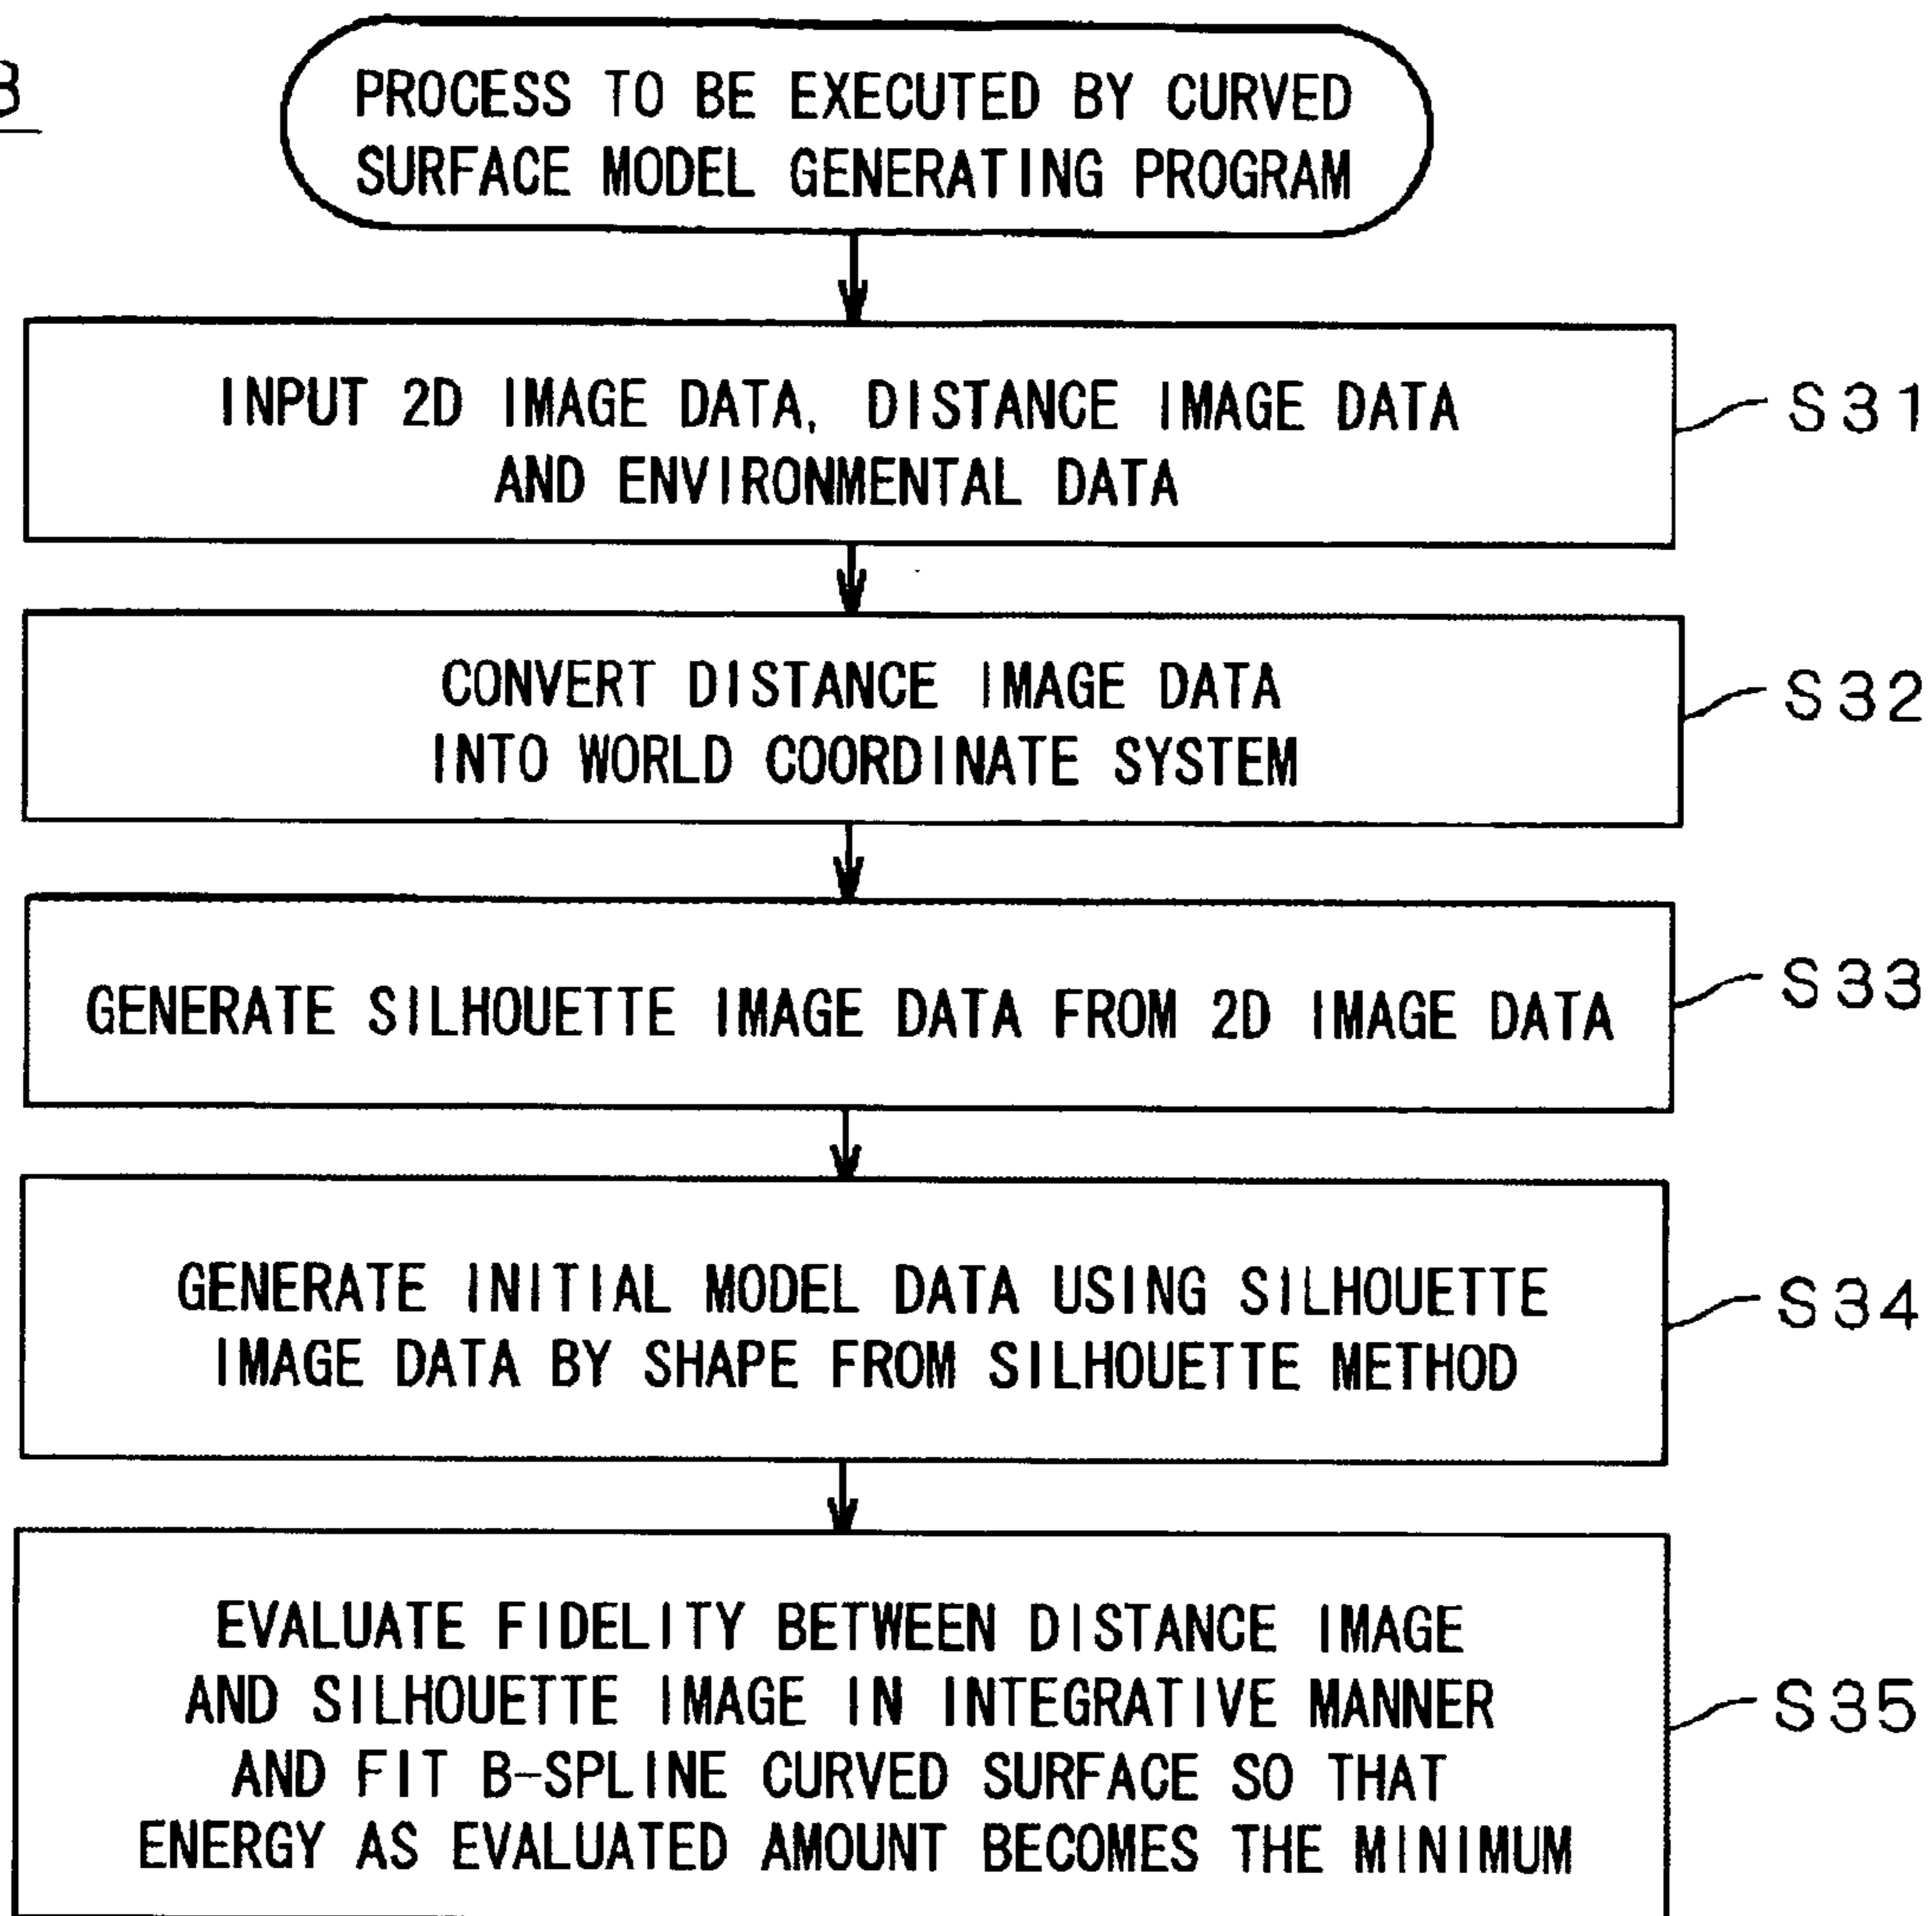 PROCESS TO BE EXECUTED BY CURVED
SURFACE MODEL GENERATING PROGRAM
INPUT 2D IMAGE DATA, DISTANCE IMAGE DATA
AND ENVIRONMENTAL DATA
S31
CONVERT DISTANCE IMAGE DATA
INTO WORLD COORDINATE SYSTEM
S32
GENERATE SILHOUETTE IMAGE DATA FROM 2D IMAGE DATA
S33
GENERATE INITIAL MODEL DATA USING SILHOUETTE
IMAGE DATA BY SHAPE FROM SILHOUETTE METHOD
S34
EVALUATE FIDELITY BETWEEN DISTANCE IMAGE
AND SILHOUETTE IMAGE IN INTEGRATIVE MANNER
AND FIT B-SPLINE CURVED SURFACE SO THAT
ENERGY AS EVALUATED AMOUNT BECOMES THE MINIMUM
S35